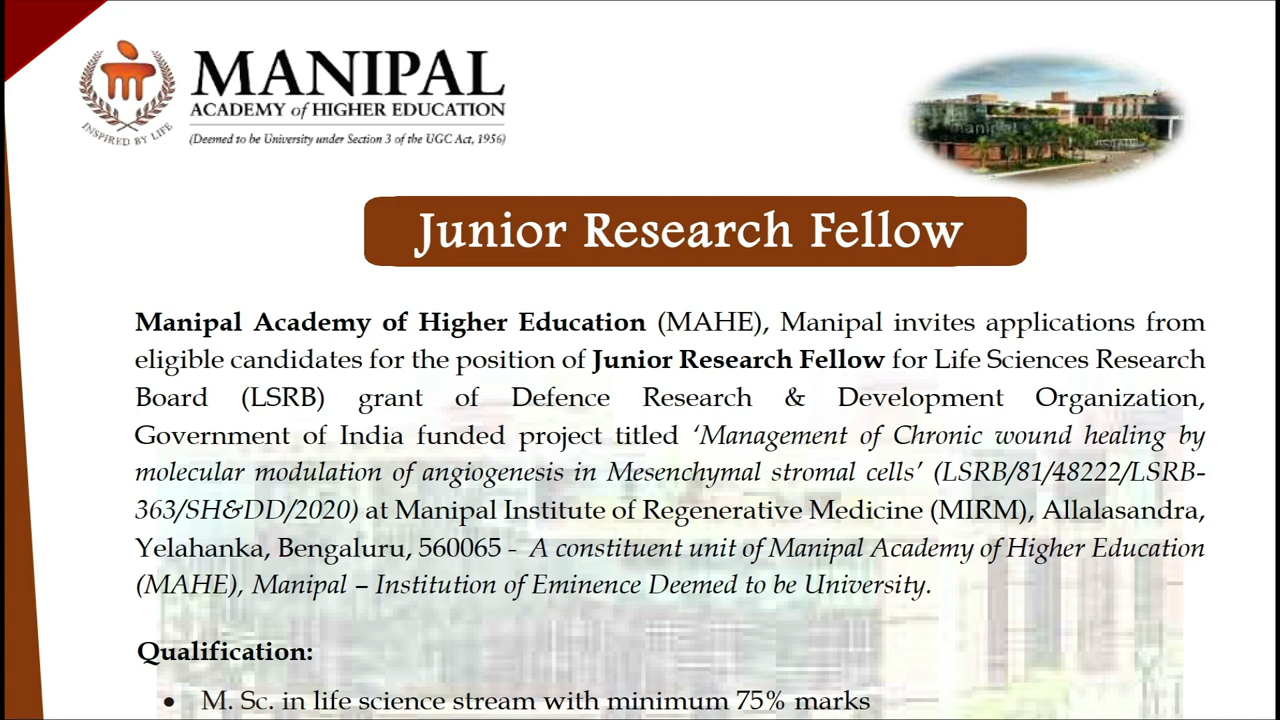 MANIPAL
ACADEMY of HIGHER EDUCATION
(Deemed to be University under Section 3 of the UGC Act, 1956)
INSPIRED BY LIFE
manipal
Junior Research Fellow
Manipal Academy of Higher Education (MAHE), Manipal invites applications from
eligible candidates for the position of Junior Research Fellow for Life Sciences Research
Board (LSRB) grant of Defence Research & Development Organization,
Government of India funded project titled ‘Management of Chronic wound healing by
molecular modulation of angiogenesis in Mesenchymal stromal cells’ (LSRB/81/48222/LSRB-
363/SH&DD/2020) at Manipal Institute of Regenerative Medicine (MIRM), Allalasandra,
Yelahanka, Bengaluru, 560065 - A constituent unit of Manipal Academy of Higher Education
(MAHE), Manipal – Institution of Eminence Deemed to be University.
Qualification:
• M. Sc. in life science stream with minimum 75% marks